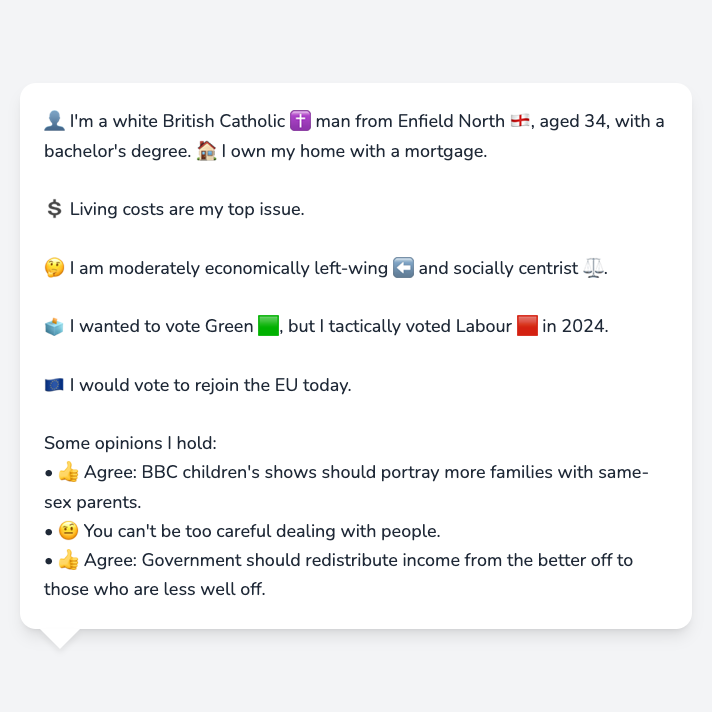 👤 I'm a white British Catholic ✝️ man from Enfield North 🏴󠁧󠁢󠁥󠁮󠁧󠁿, aged 34, with a
bachelor's degree. 🏠 I own my home with a mortgage.
💲 Living costs are my top issue.
🤔 I am moderately economically left-wing ⬅️ and socially centrist ⚖️.
🗳️ I wanted to vote Green 🟩, but I tactically voted Labour 🟥 in 2024.
🇪🇺 I would vote to rejoin the EU today.
Some opinions I hold:
• 👍 Agree: BBC children's shows should portray more families with same-
sex parents.
• 🤨 You can't be too careful dealing with people.
• 👍 Agree: Government should redistribute income from the better off to
those who are less well off.